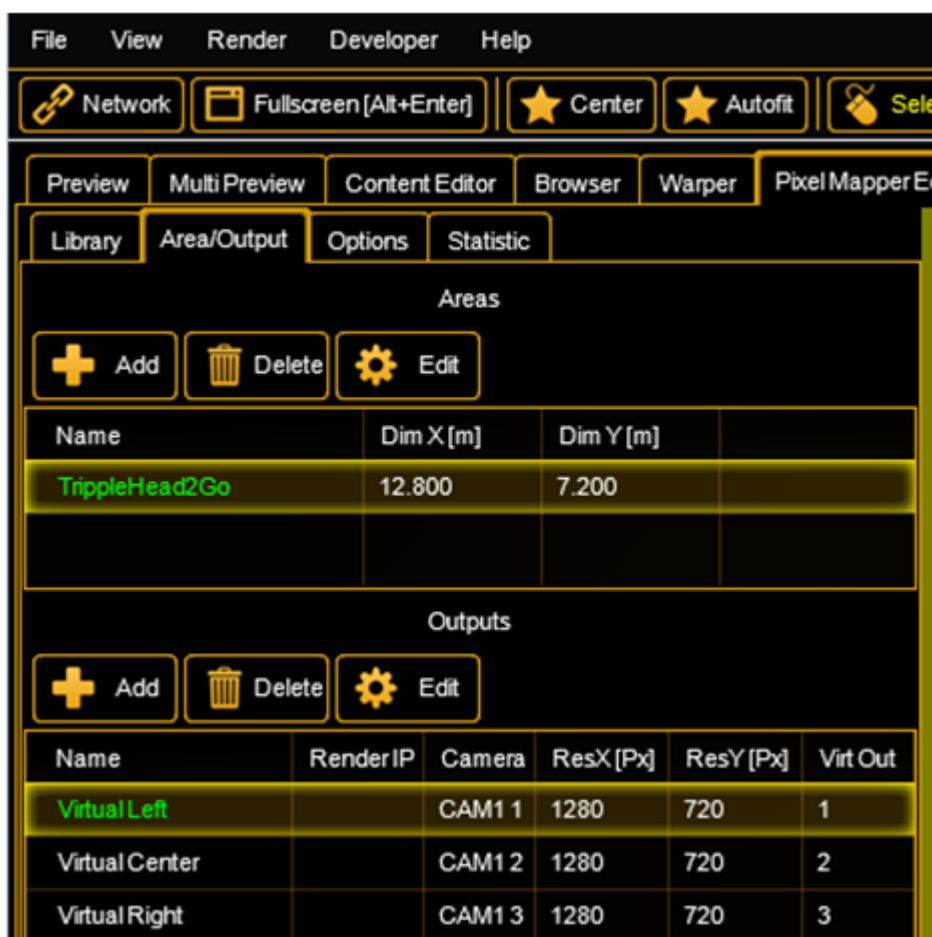 File View Render Developer Help
Network Fullscreen [Alt+Enter] Center Autofit
Preview Multi Preview Content Editor Browser Warper Pixel Mapper
Library Area/Output Options Statistic
Areas
Add Delete Edit
Name Dim X [m] Dim Y [m]
TrippleHead2Go 12.800 7.200
Outputs
Add Delete Edit
Name Render IP Camera ResX [Px] ResY [Px] Virt Out
Virtual Left CAM1 1 1280 720 1
Virtual Center CAM1 2 1280 720 2
Virtual Right CAM1 3 1280 720 3